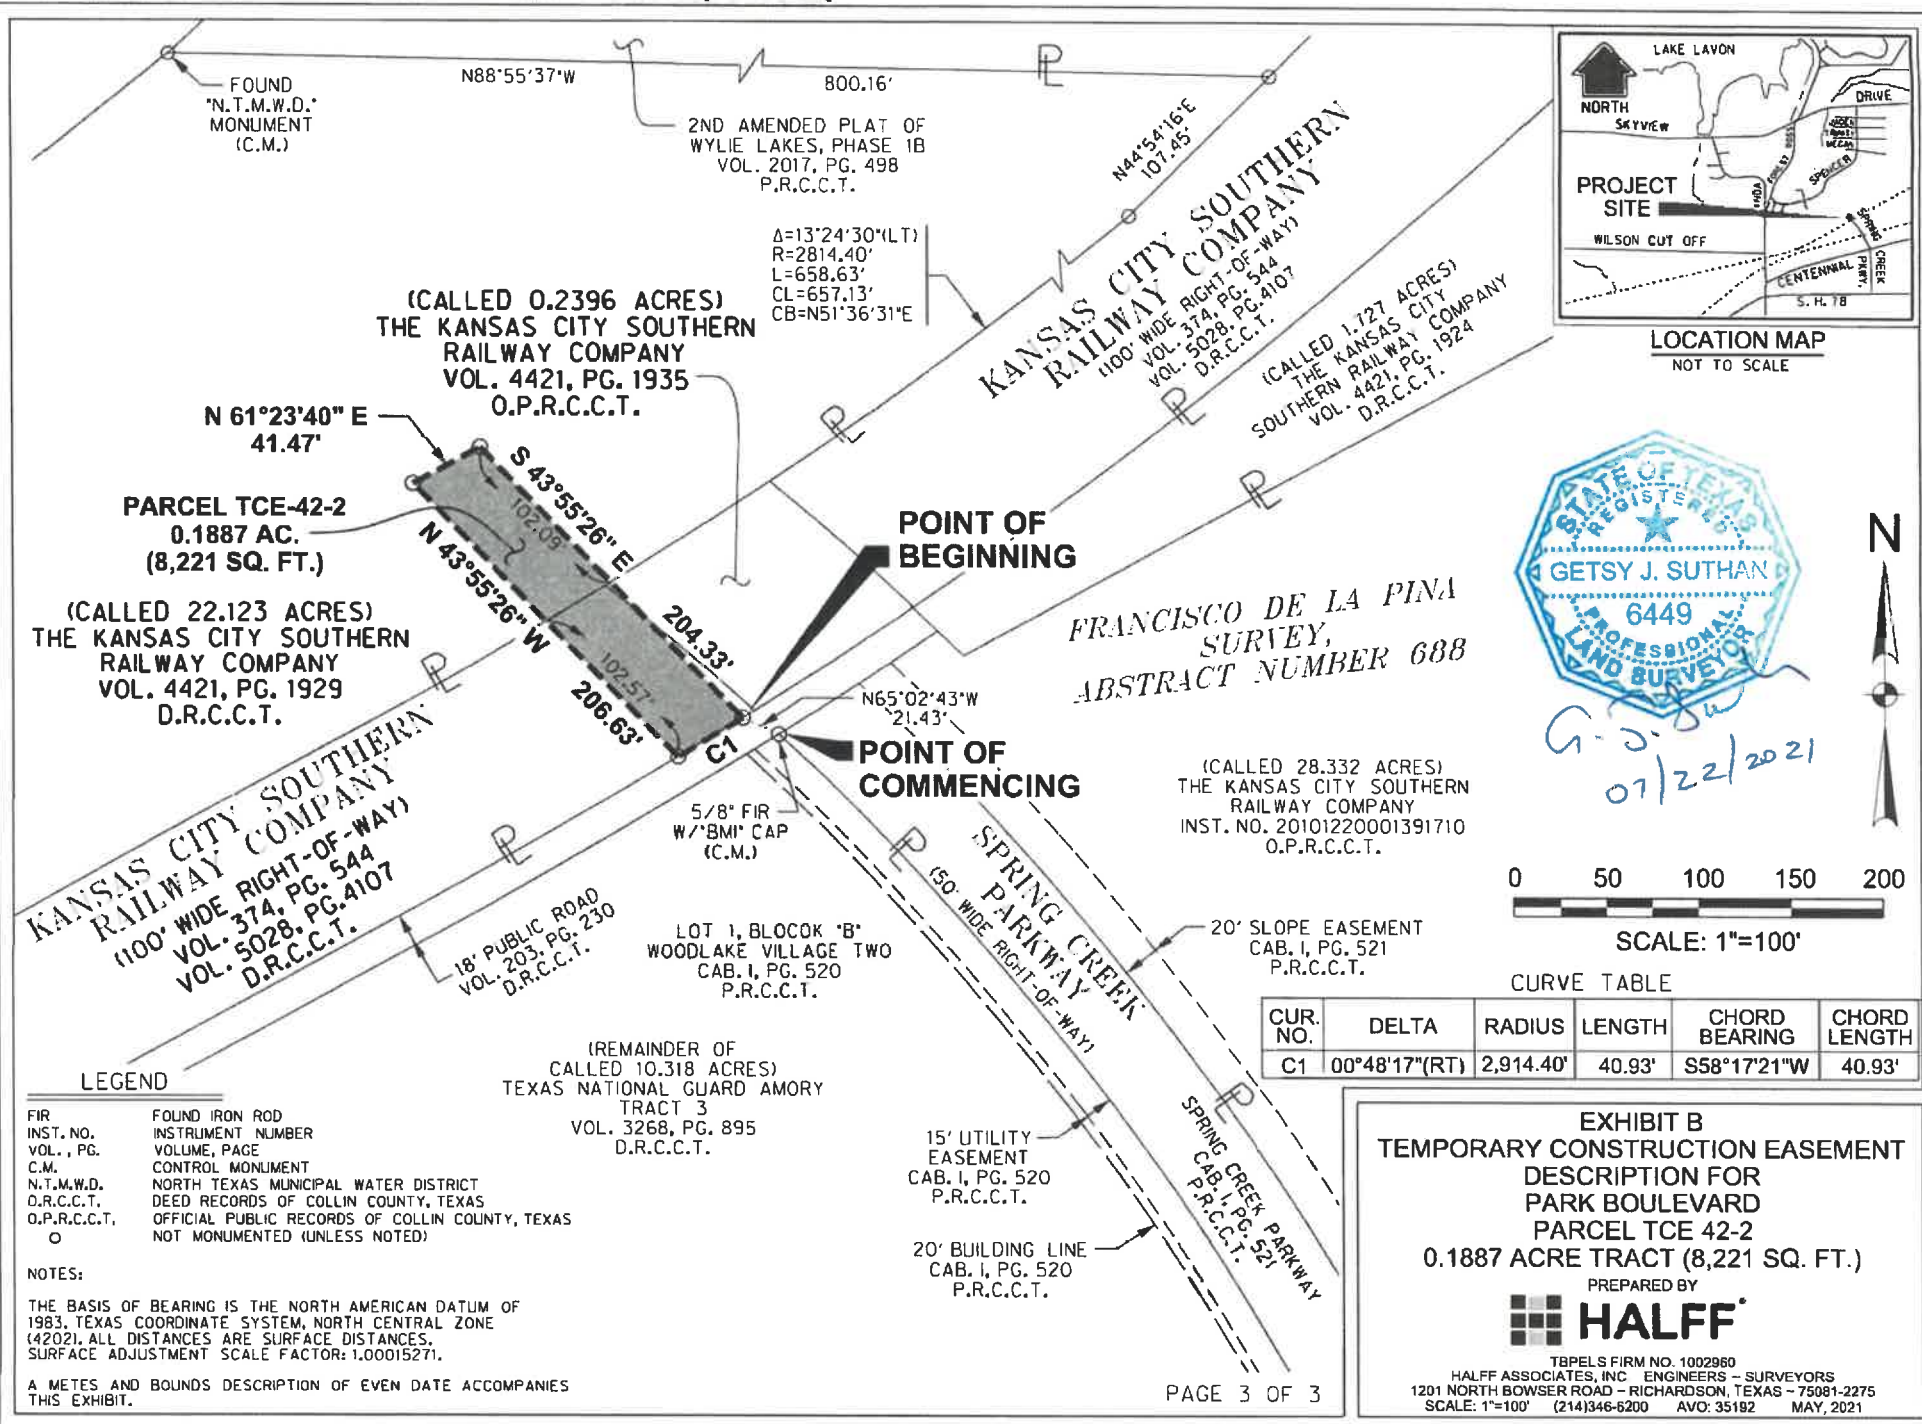 FOUND
"N.T.M.W.D."
MONUMENT
(C.M.)
N88°55'37"W
800.16'
2ND AMENDED PLAT OF
WYLIE LAKES, PHASE 1B
VOL. 2017, PG. 498
P.R.C.C.T.
N44°54'16"E
107.45'
Δ=13°24'30"(LT)
R=2814.40'
L=658.63'
CL=657.13'
CB=N51°36'31"E
KANSAS CITY SOUTHERN
RAILWAY COMPANY
(100' WIDE RIGHT-OF-WAY)
VOL. 374, PG. 544
VOL. 5028, PG.4107
D.R.C.C.T.
(CALLED 1.727 ACRES)
THE KANSAS CITY
SOUTHERN RAILWAY COMPANY
VOL. 4421, PG. 1924
D.R.C.C.T.
LAKE LAVON
NORTH
SKYVIEW
DRIVE
SPENCER
PROJECT
SITE
WILSON CUT OFF
SPRING
CREEK
PKWY.
CENTENNIAL
S. H. 78
LOCATION MAP
NOT TO SCALE
(CALLED 0.2396 ACRES)
THE KANSAS CITY SOUTHERN
RAILWAY COMPANY
VOL. 4421, PG. 1935
O.P.R.C.C.T.
N 61°23'40" E
41.47'
PARCEL TCE-42-2
0.1887 AC.
(8,221 SQ. FT.)
(CALLED 22.123 ACRES)
THE KANSAS CITY SOUTHERN
RAILWAY COMPANY
VOL. 4421, PG. 1929
D.R.C.C.T.
S 43°55'26" E
204.33'
102.09'
N 43°55'26" W
206.63'
102.57'
C1
POINT OF
BEGINNING
N65°02'43"W
21.43'
POINT OF
COMMENCING
5/8" FIR
W/"BMI" CAP
(C.M.)
FRANCISCO DE LA PINA
SURVEY,
ABSTRACT NUMBER 688
STATE OF TEXAS
REGISTERED
GETSY J. SUTHAN
6449
PROFESSIONAL
LAND SURVEYOR
07/22/2021
N
(CALLED 28.332 ACRES)
THE KANSAS CITY SOUTHERN
RAILWAY COMPANY
INST. NO. 20101220001391710
O.P.R.C.C.T.
KANSAS CITY SOUTHERN
RAILWAY COMPANY
(100' WIDE RIGHT-OF-WAY)
VOL. 374, PG. 544
VOL. 5028, PG.4107
D.R.C.C.T.
18' PUBLIC ROAD
VOL. 203, PG. 230
D.R.C.C.T.
LOT 1, BLOCOK "B"
WOODLAKE VILLAGE TWO
CAB. I, PG. 520
P.R.C.C.T.
SPRING CREEK
PARKWAY
(50' WIDE RIGHT-OF-WAY)
20' SLOPE EASEMENT
CAB. I, PG. 521
P.R.C.C.T.
0 50 100 150 200
SCALE: 1"=100'
CURVE TABLE
CUR. NO. DELTA RADIUS LENGTH CHORD BEARING CHORD LENGTH
C1 00°48'17"(RT) 2,914.40' 40.93' S58°17'21"W 40.93'
(REMAINDER OF
CALLED 10.318 ACRES)
TEXAS NATIONAL GUARD AMORY
TRACT 3
VOL. 3268, PG. 895
D.R.C.C.T.
15' UTILITY
EASEMENT
CAB. I, PG. 520
P.R.C.C.T.
20' BUILDING LINE
CAB. I, PG. 520
P.R.C.C.T.
SPRING CREEK PARKWAY
CAB. I, PG. 521
P.R.C.C.T.
LEGEND
FIR FOUND IRON ROD
INST. NO. INSTRUMENT NUMBER
VOL. , PG. VOLUME, PAGE
C.M. CONTROL MONUMENT
N.T.M.W.D. NORTH TEXAS MUNICIPAL WATER DISTRICT
D.R.C.C.T. DEED RECORDS OF COLLIN COUNTY, TEXAS
O.P.R.C.C.T. OFFICIAL PUBLIC RECORDS OF COLLIN COUNTY, TEXAS
O NOT MONUMENTED (UNLESS NOTED)
NOTES:
THE BASIS OF BEARING IS THE NORTH AMERICAN DATUM OF
1983, TEXAS COORDINATE SYSTEM, NORTH CENTRAL ZONE
(4202). ALL DISTANCES ARE SURFACE DISTANCES.
SURFACE ADJUSTMENT SCALE FACTOR: 1.00015271.
A METES AND BOUNDS DESCRIPTION OF EVEN DATE ACCOMPANIES
THIS EXHIBIT.
PAGE 3 OF 3
EXHIBIT B
TEMPORARY CONSTRUCTION EASEMENT
DESCRIPTION FOR
PARK BOULEVARD
PARCEL TCE 42-2
0.1887 ACRE TRACT (8,221 SQ. FT.)
PREPARED BY
HALFF
TBPELS FIRM NO. 1002960
HALFF ASSOCIATES, INC ENGINEERS – SURVEYORS
1201 NORTH BOWSER ROAD – RICHARDSON, TEXAS – 75081-2275
SCALE: 1"=100' (214)346-6200 AVO: 35192 MAY, 2021